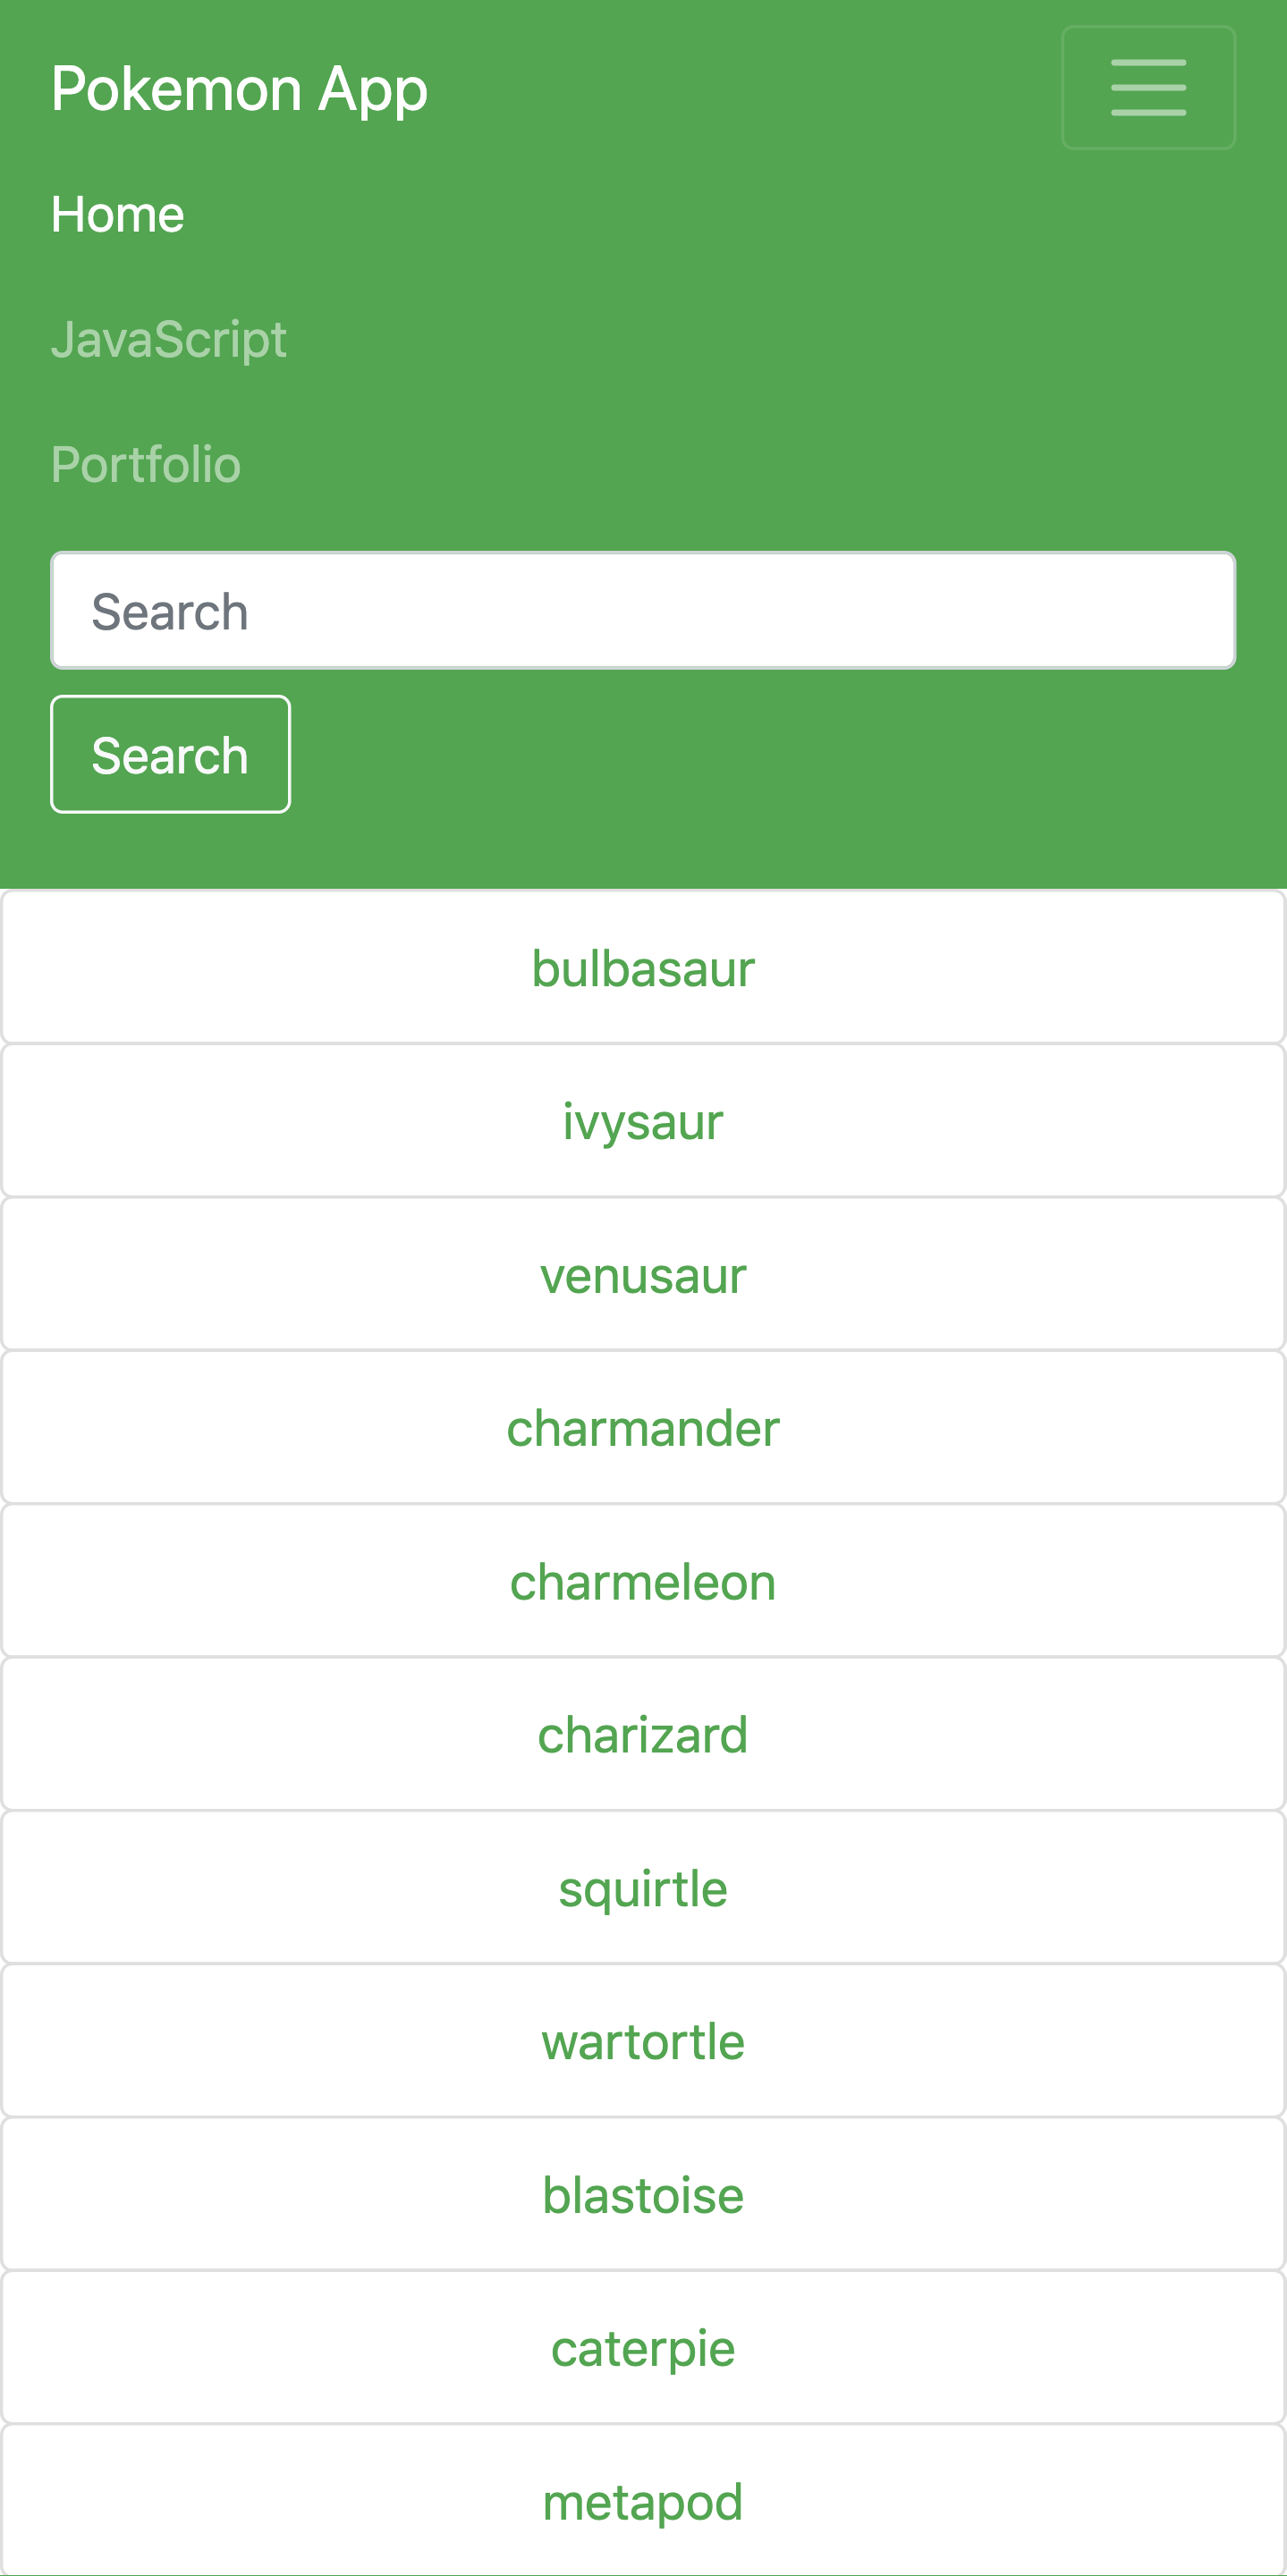 Pokemon App
Home
JavaScript
Portfolio
Search
Search
bulbasaur
ivysaur
venusaur
charmander
charmeleon
charizard
squirtle
wartortle
blastoise
caterpie
metapod